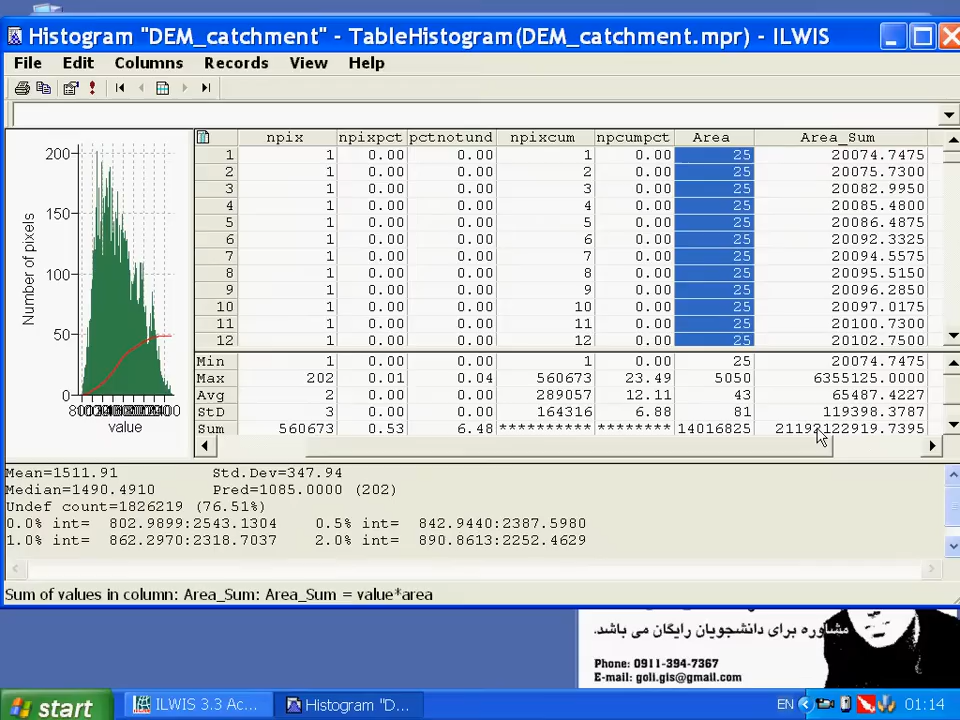 Histogram "DEM_catchment" - TableHistogram(DEM_catchment.mpr) - ILWIS
File Edit Columns Records View Help
npix npixpct pctnotund npixcum npcumpct Area Area_Sum
1 1 0.00 0.00 1 0.00 25 20074.7475
2 1 0.00 0.00 2 0.00 25 20075.7300
3 1 0.00 0.00 3 0.00 25 20082.9950
4 1 0.00 0.00 4 0.00 25 20085.4800
5 1 0.00 0.00 5 0.00 25 20086.4875
6 1 0.00 0.00 6 0.00 25 20092.3325
7 1 0.00 0.00 7 0.00 25 20094.5575
8 1 0.00 0.00 8 0.00 25 20095.5150
9 1 0.00 0.00 9 0.00 25 20096.2850
10 1 0.00 0.00 10 0.00 25 20097.0175
11 1 0.00 0.00 11 0.00 25 20100.7300
12 1 0.00 0.00 12 0.00 25 20102.7500
Min 1 0.00 0.00 1 0.00 25 20074.7475
Max 202 0.01 0.04 560673 23.49 5050 6355125.0000
Avg 2 0.00 0.00 289057 12.11 43 65487.4227
StD 3 0.00 0.00 164316 6.88 81 119398.3787
Sum 560673 0.53 6.48 ********** ******** 14016825 21192122919.7395
200
150
100
50
0
Number of pixels
value
Mean=1511.91 Std.Dev=347.94
Median=1490.4910 Pred=1085.0000 (202)
Undef count=1826219 (76.51%)
0.0% int= 802.9899:2543.1304 0.5% int= 842.9440:2387.5980
1.0% int= 862.2970:2318.7037 2.0% int= 890.8613:2252.4629
Sum of values in column: Area_Sum: Area_Sum = value*area
مشاوره برای دانشجویان رایگان می باشد.
Phone: 0911-394-7367
E-mail: goli.gis@gmail.com
start ILWIS 3.3 Ac... Histogram "D... EN 01:14